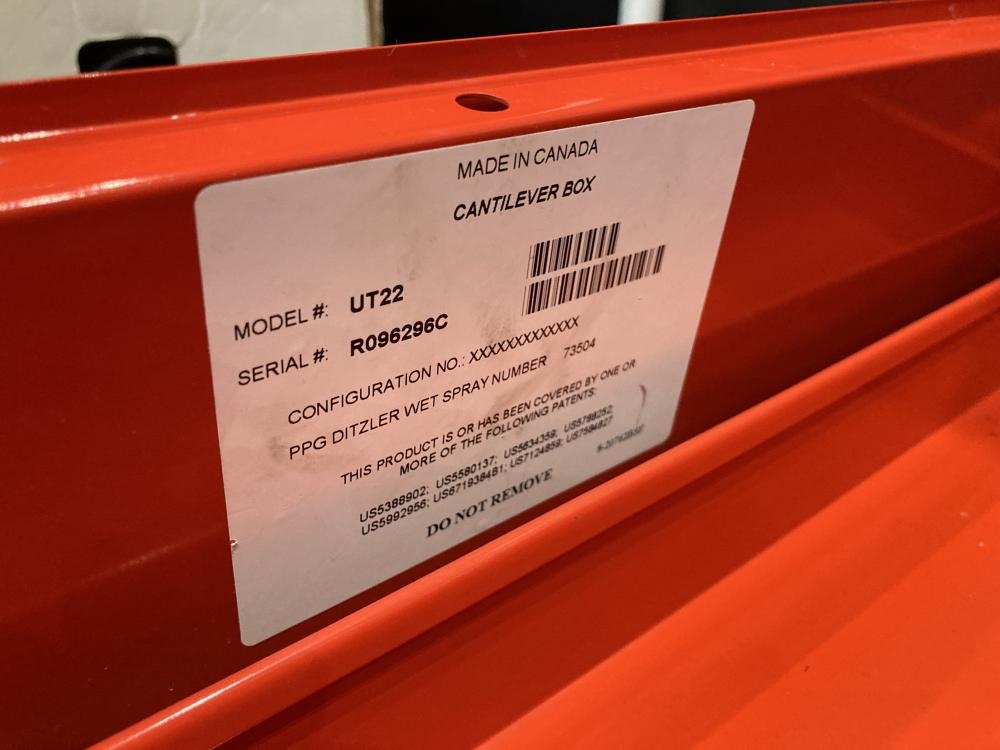 MADE IN CANADA
CANTILEVER BOX
MODEL #: UT22
SERIAL #: R096296C
CONFIGURATION NO.: XXXXXXXXXXXXX
PPG DITZLER WET SPRAY NUMBER 73504
THIS PRODUCT IS OR HAS BEEN COVERED BY ONE OR
MORE OF THE FOLLOWING PATENTS:
US5388902; US5580137; US5634359; US5788252;
US5992956; US6719384B1; US7124859; US7594627
DO NOT REMOVE